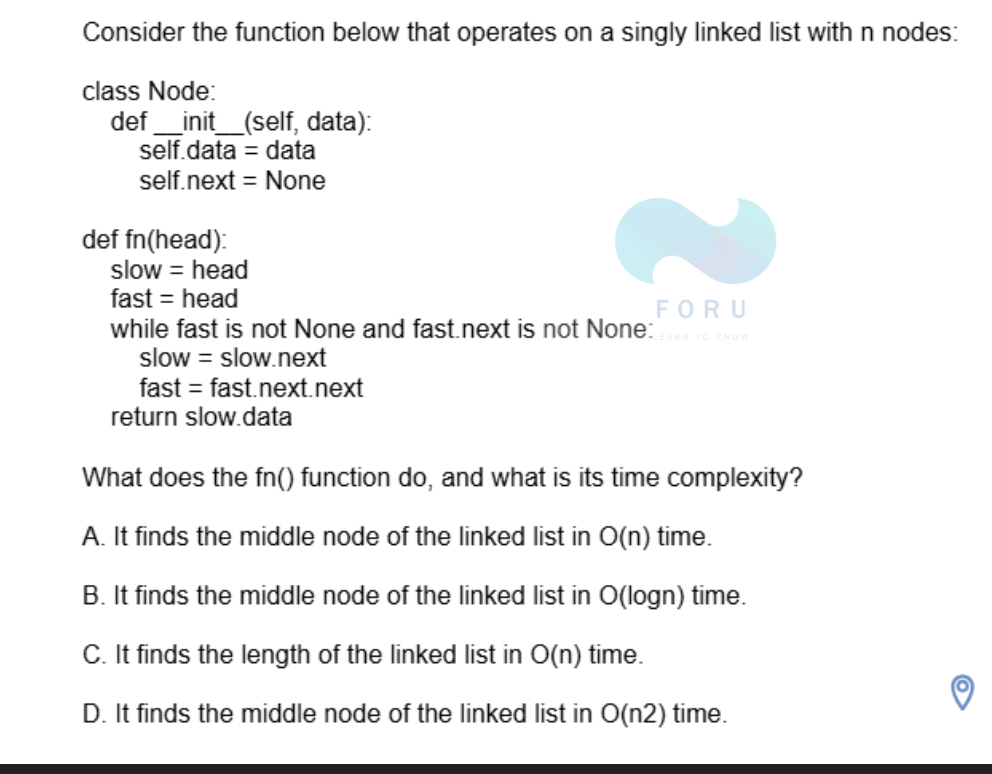 Consider the function below that operates on a singly linked list with n nodes:
class Node:
def __init__(self, data):
self.data = data
self.next = None
def fn(head):
slow = head
fast = head
while fast is not None and fast.next is not None:
slow = slow.next
fast = fast.next.next
return slow.data
FORU
LEARN TO KNOW
What does the fn() function do, and what is its time complexity?
A. It finds the middle node of the linked list in O(n) time.
B. It finds the middle node of the linked list in O(logn) time.
C. It finds the length of the linked list in O(n) time.
D. It finds the middle node of the linked list in O(n2) time.